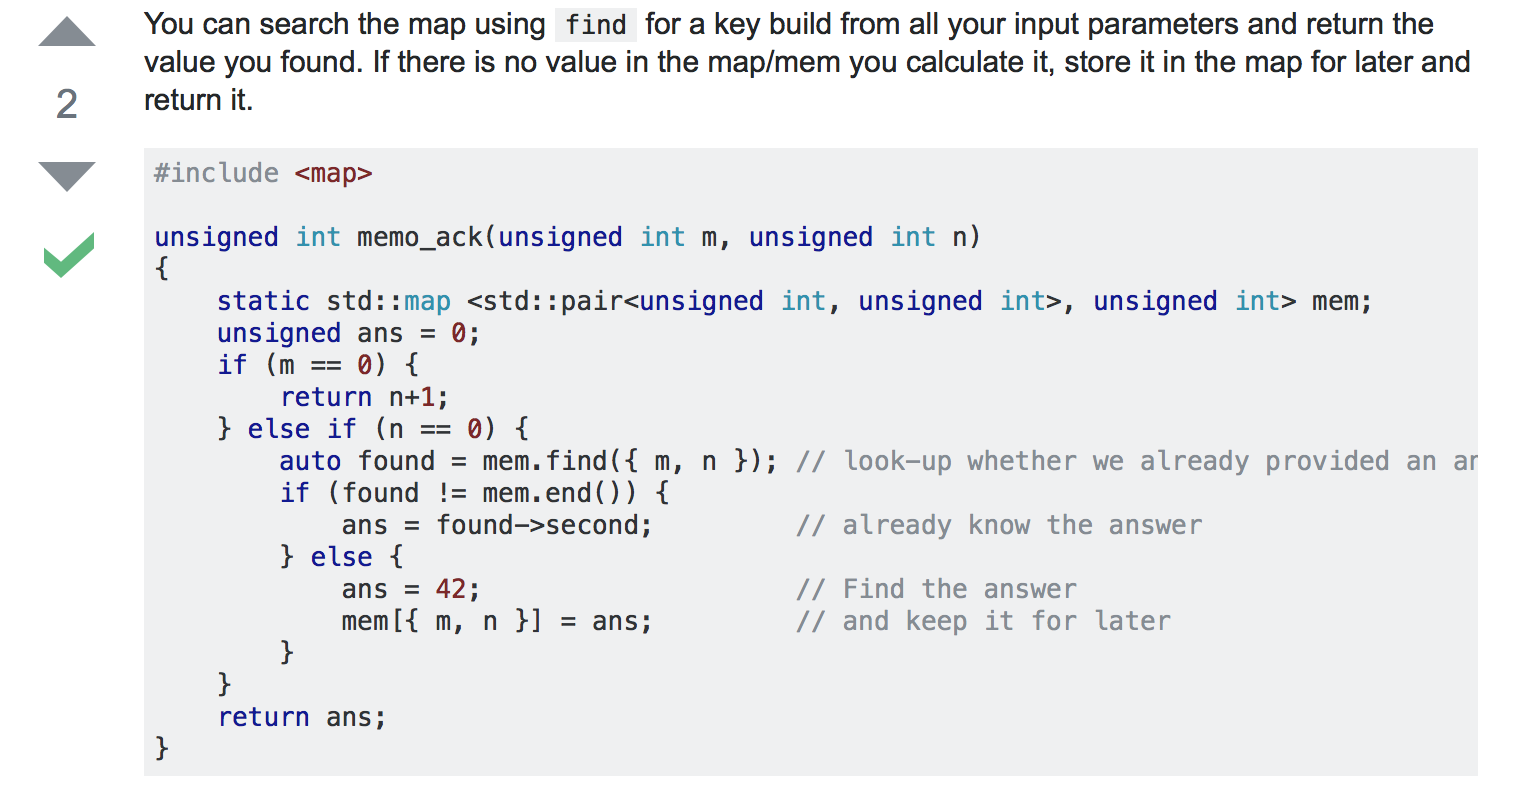 You can search the map using find for a key build from all your input parameters and return the
value you found. If there is no value in the map/mem you calculate it, store it in the map for later and
return it.
2
#include <map>
unsigned int memo_ack(unsigned int m, unsigned int n)
{
    static std::map <std::pair<unsigned int, unsigned int>, unsigned int> mem;
    unsigned ans = 0;
    if (m == 0) {
        return n+1;
    } else if (n == 0) {
        auto found = mem.find({ m, n }); // look-up whether we already provided an
        if (found != mem.end()) {
            ans = found->second;         // already know the answer
        } else {
            ans = 42;                    // Find the answer
            mem[{ m, n }] = ans;         // and keep it for later
        }
    }
    return ans;
}